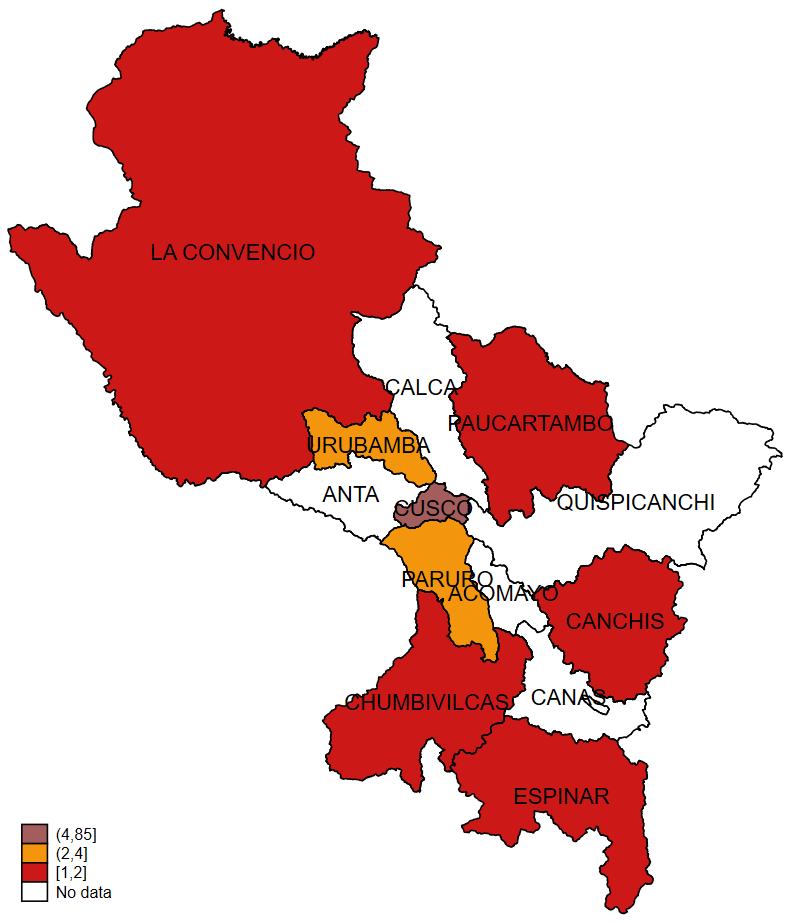 LA CONVENCIO
CALCA
PAUCARTAMBO
URUBAMBA
ANTA
CUSCO
QUISPICANCHI
PARURO
ACOMAYO
CANCHIS
CHUMBIVILCAS
CANAS
ESPINAR
(4,85]
(2,4]
[1,2]
No data